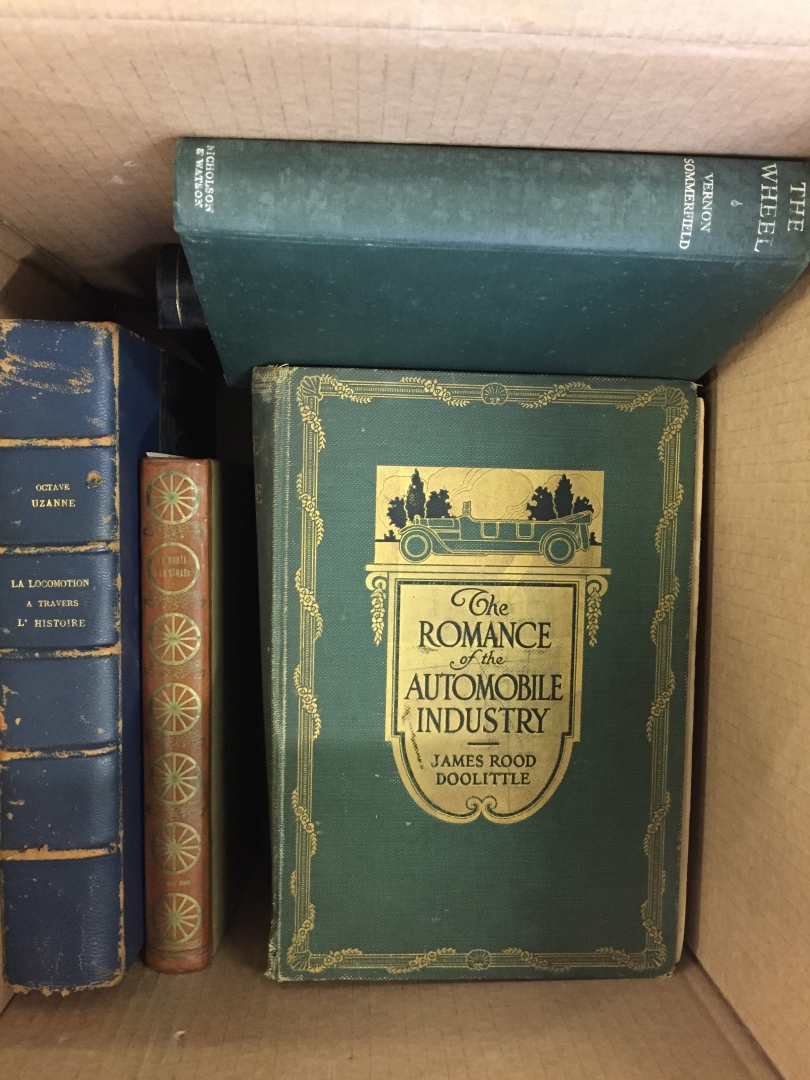 THE
WHEEL
&
VERNON
SOMMERFIELD
NICHOLSON
& WATSON
OCTAVE
UZANNE
LA LOCOMOTION
A TRAVERS
L'HISTOIRE
The
ROMANCE
of the
AUTOMOBILE
INDUSTRY
JAMES ROOD
DOOLITTLE